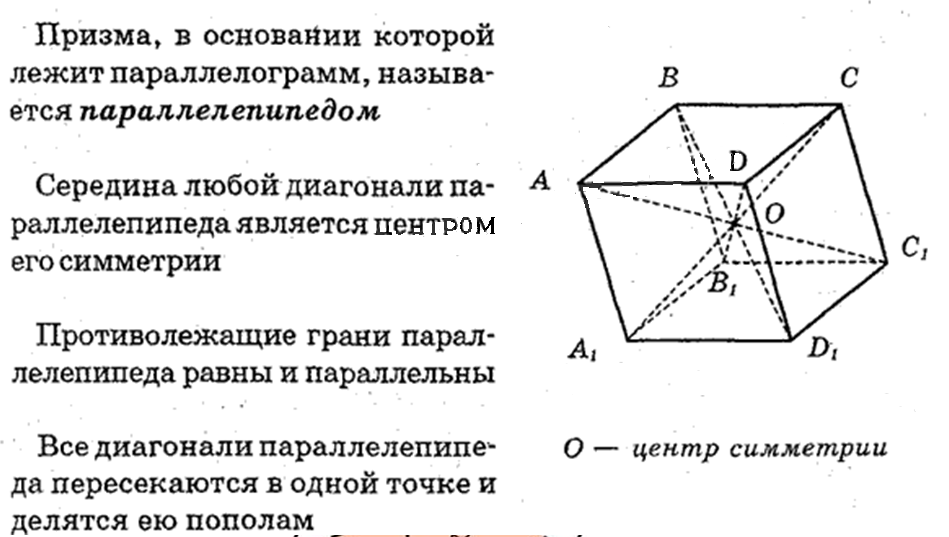 Призма, в основании которой
лежит параллелограмм, называ-
ется параллелепипедом
Середина любой диагонали па-
раллелепипеда является центром
его симметрии
Противолежащие грани парал-
лелепипеда равны и параллельны
Все диагонали параллелепипе-
да пересекаются в одной точке и
делятся ею пополам
B
C
A
D
O
C₁
B₁
A₁
D₁
O — центр симметрии